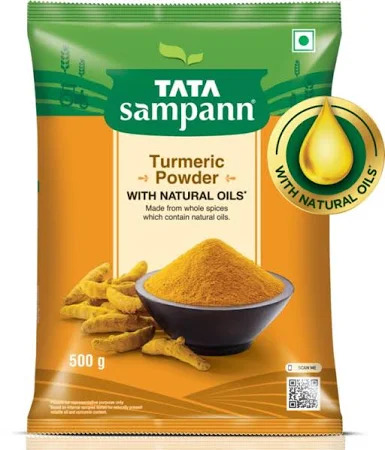 TATA
sampann®
Turmeric
Powder
WITH NATURAL OILS*
Made from whole spices
which contain natural oils.
WITH NATURAL OILS*
500 g
SCAN ME